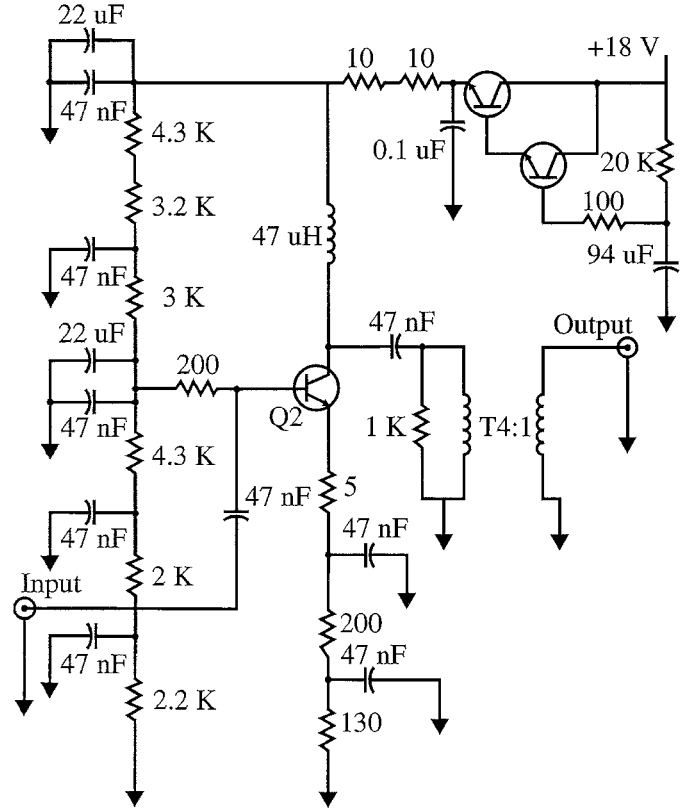 22 uF
10
10
+18 V
47 nF
4.3 K
0.1 uF
20 K
3.2 K
100
47 uH
94 uF
47 nF
3 K
47 nF
Output
22 uF
200
Q2
1 K
T4:1
47 nF
4.3 K
5
47 nF
47 nF
47 nF
Input
2 K
200
47 nF
47 nF
2.2 K
130